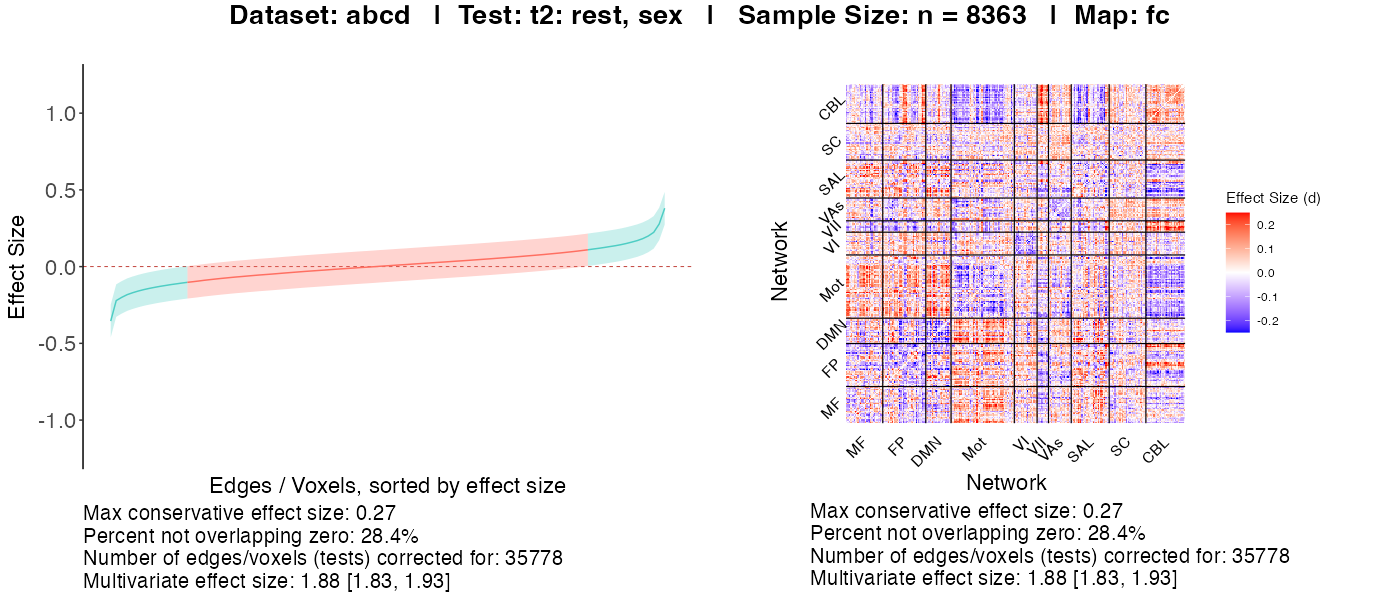 Dataset: abcd | Test: t2: rest, sex | Sample Size: n = 8363 | Map: fc
Effect Size
1.0
0.5
0.0
-0.5
-1.0
Edges / Voxels, sorted by effect size
Max conservative effect size: 0.27
Percent not overlapping zero: 28.4%
Number of edges/voxels (tests) corrected for: 35778
Multivariate effect size: 1.88 [1.83, 1.93]
Network
CBL
SC
SAL
VAs
VII
VI
Mot
DMN
FP
MF
MF
FP
DMN
Mot
VI
VII
VAs
SAL
SC
CBL
Network
Effect Size (d)
0.2
0.1
0.0
-0.1
-0.2
Max conservative effect size: 0.27
Percent not overlapping zero: 28.4%
Number of edges/voxels (tests) corrected for: 35778
Multivariate effect size: 1.88 [1.83, 1.93]